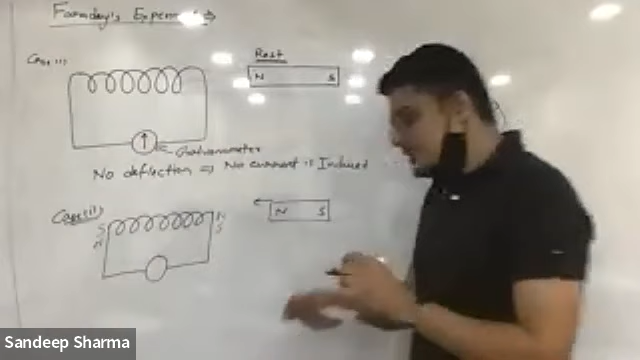 Faraday's Experiments
Case (i)
Rest
N S
Galvanometer
No deflection ⇒ No current is Induced
Case (ii)
S N
N S
N S
Sandeep Sharma